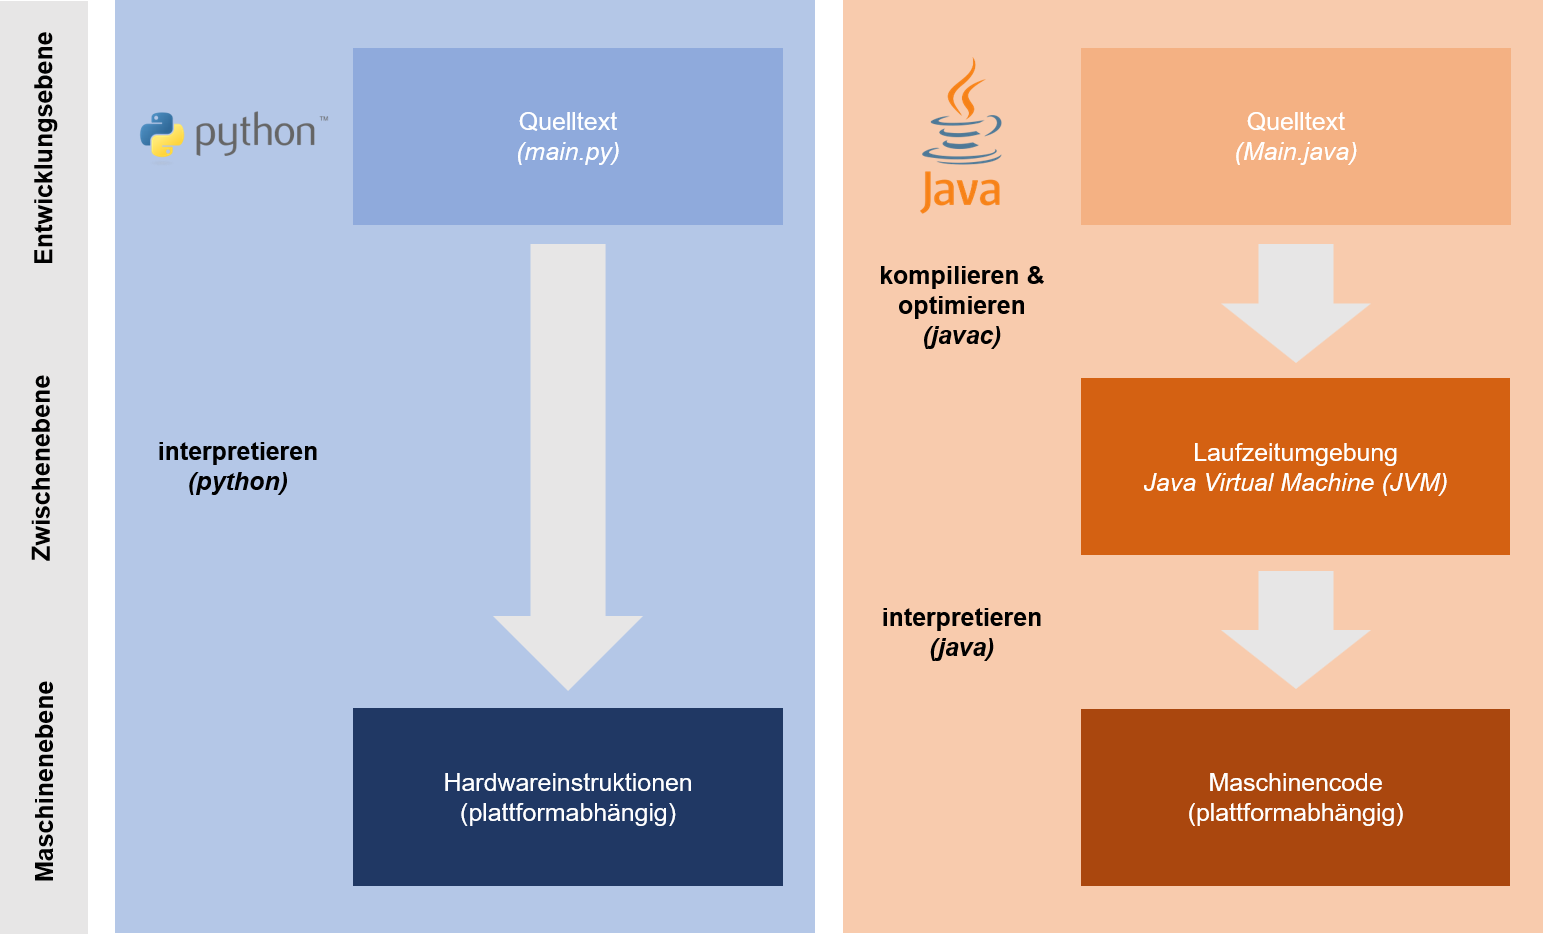 Entwicklungsebene
Zwischenebene
Maschinenebene
python™
Quelltext
(main.py)
interpretieren
(python)
Hardwareinstruktionen
(plattformabhängig)
Java
Quelltext
(Main.java)
kompilieren &
optimieren
(javac)
Laufzeitumgebung
Java Virtual Machine (JVM)
interpretieren
(java)
Maschinencode
(plattformabhängig)